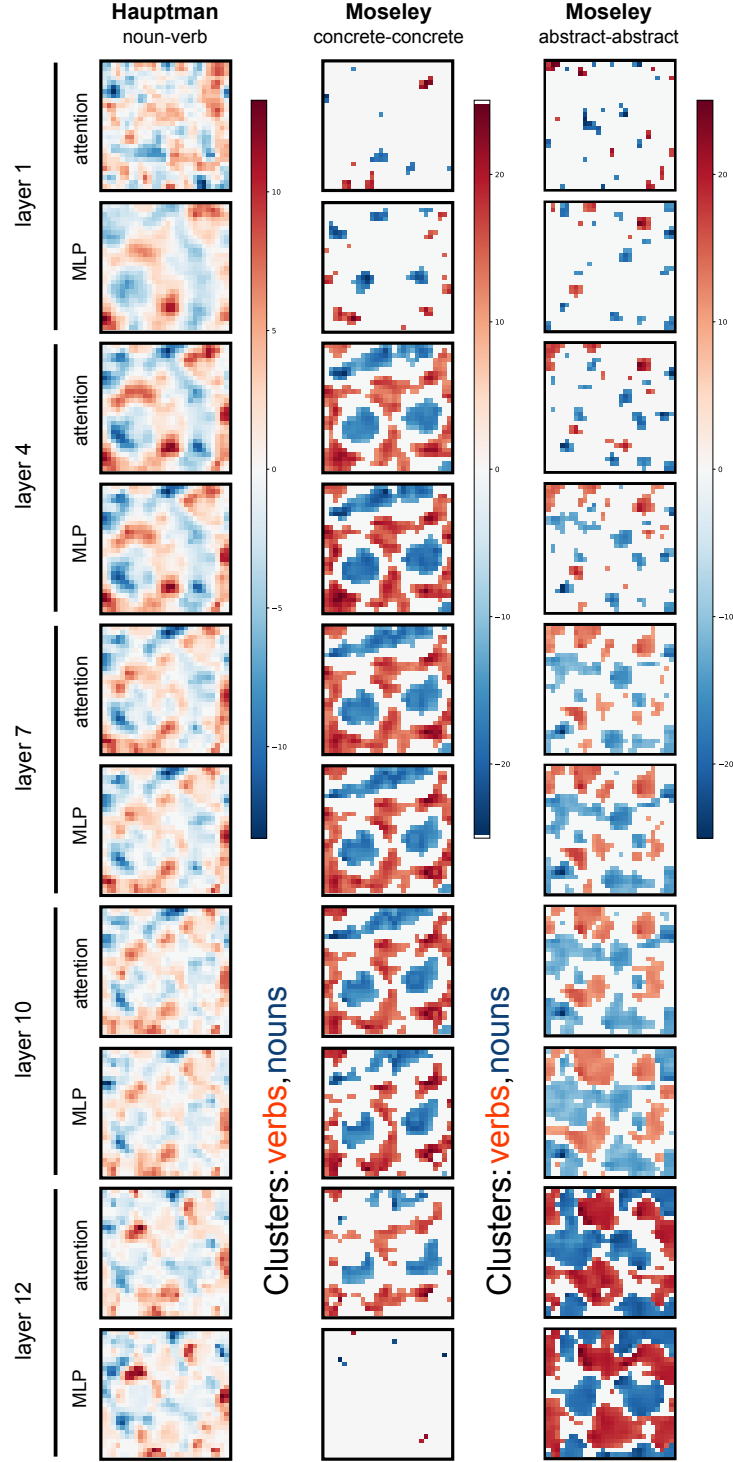 Hauptman
noun-verb
Moseley
concrete-concrete
Moseley
abstract-abstract
layer 1
attention
MLP
layer 4
attention
MLP
layer 7
attention
MLP
layer 10
attention
MLP
layer 12
attention
MLP
10
5
0
−5
−10
Clusters: verbs, nouns
20
10
0
−10
−20
Clusters: verbs, nouns
20
10
0
−10
−20